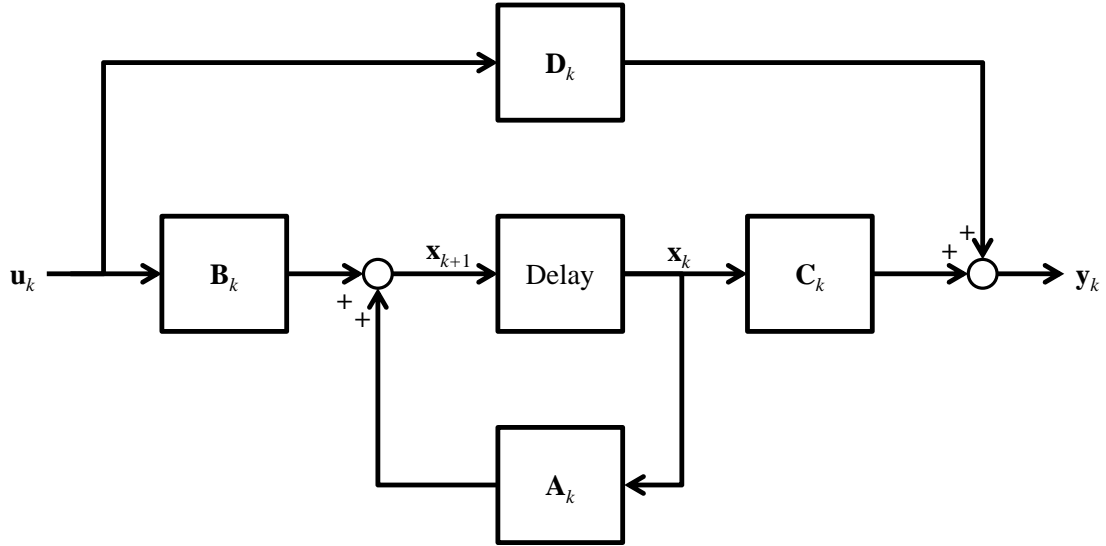 D_k
+
u_k
B_k
+
+
x_{k+1}
Delay
x_k
C_k
+
y_k
+
A_k